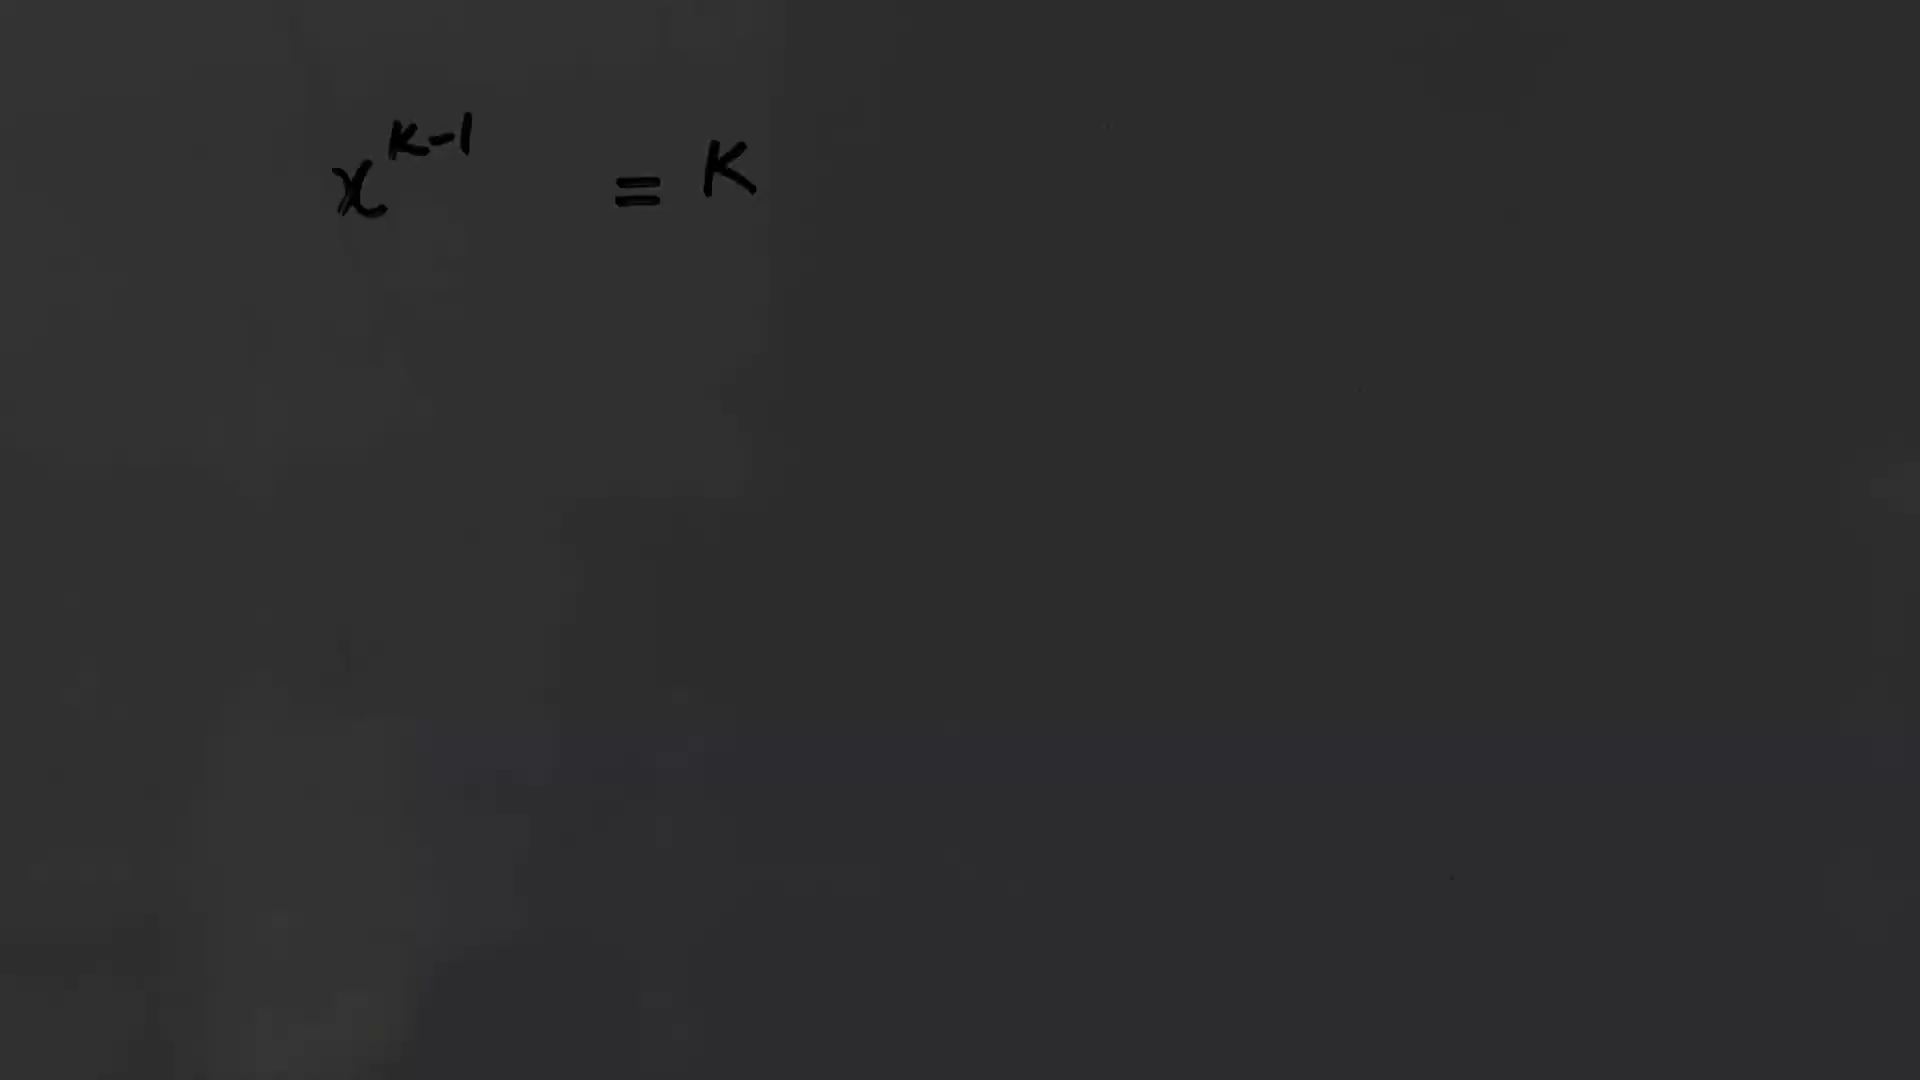 x^{k-1} = k